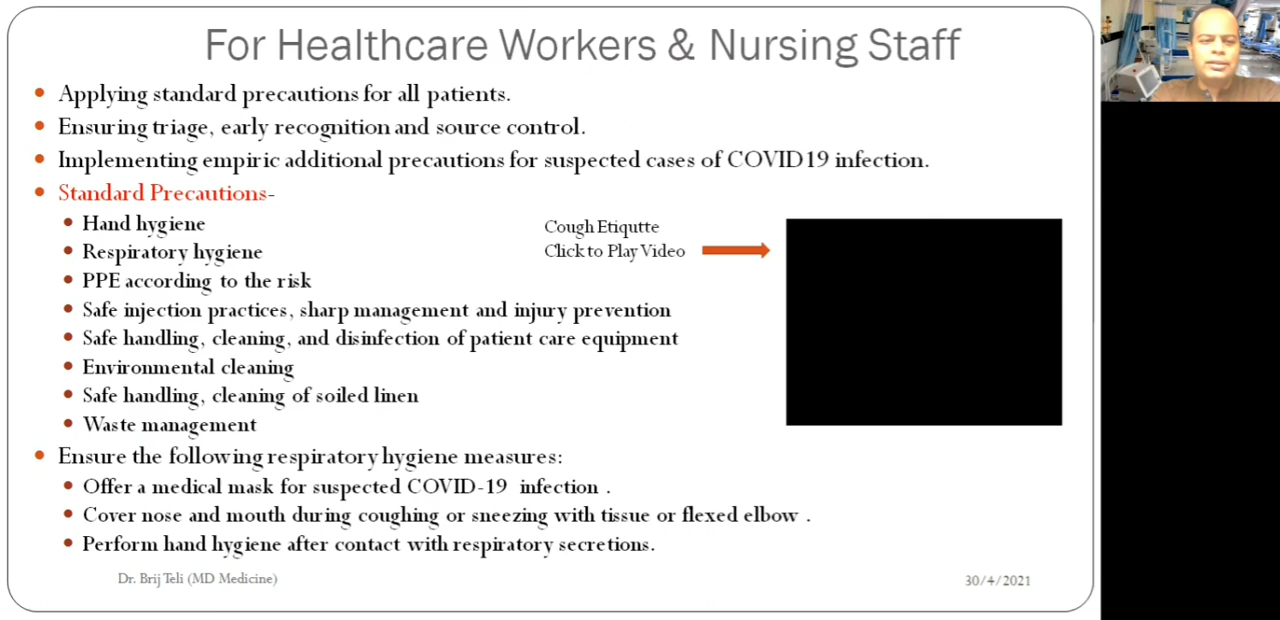 For Healthcare Workers & Nursing Staff
Applying standard precautions for all patients.
Ensuring triage, early recognition and source control.
Implementing empiric additional precautions for suspected cases of COVID19 infection.
Standard Precautions-
Hand hygiene
Respiratory hygiene
PPE according to the risk
Safe injection practices, sharp management and injury prevention
Safe handling, cleaning, and disinfection of patient care equipment
Environmental cleaning
Safe handling, cleaning of soiled linen
Waste management
Cough Etiqutte
Click to Play Video
Ensure the following respiratory hygiene measures:
Offer a medical mask for suspected COVID-19 infection .
Cover nose and mouth during coughing or sneezing with tissue or flexed elbow .
Perform hand hygiene after contact with respiratory secretions.
Dr. Brij Teli (MD Medicine)
30/4/2021